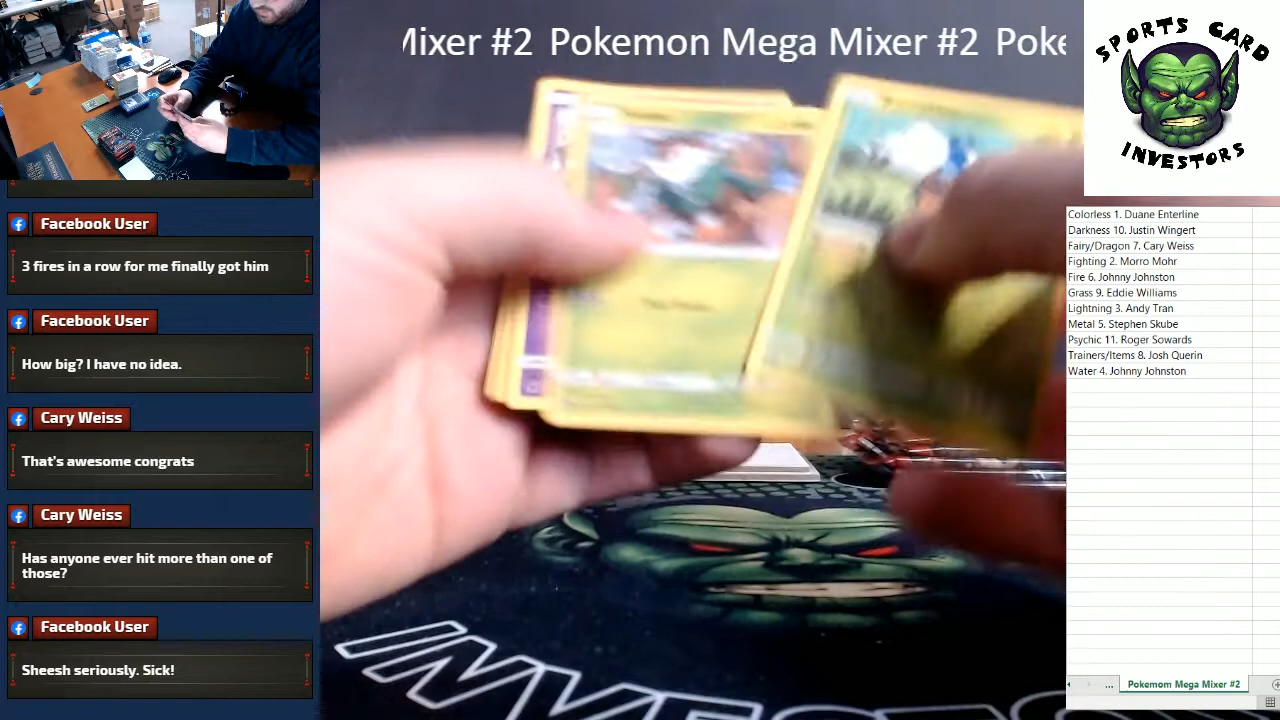 Mixer #2 Pokemon Mega Mixer #2 Poke
SPORTS CARD
INVESTORS
Facebook User
3 fires in a row for me finally got him
Facebook User
How big? I have no idea.
Cary Weiss
That's awesome congrats
Cary Weiss
Has anyone ever hit more than one of
those?
Facebook User
Sheesh seriously. Sick!
Colorless 1. Duane Enterline
Darkness 10. Justin Wingert
Fairy/Dragon 7. Cary Weiss
Fighting 2. Morro Mohr
Fire 6. Johnny Johnston
Grass 9. Eddie Williams
Lightning 3. Andy Tran
Metal 5. Stephen Skube
Psychic 11. Roger Sowards
Trainers/Items 8. Josh Querin
Water 4. Johnny Johnston
... Pokemom Mega Mixer #2